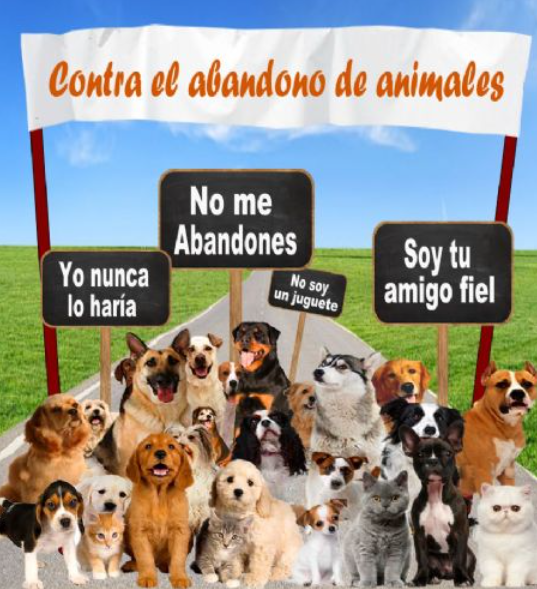 Contra el abandono de animales
No me
Abandones
Yo nunca
lo haría
No soy
un juguete
Soy tu
amigo fiel